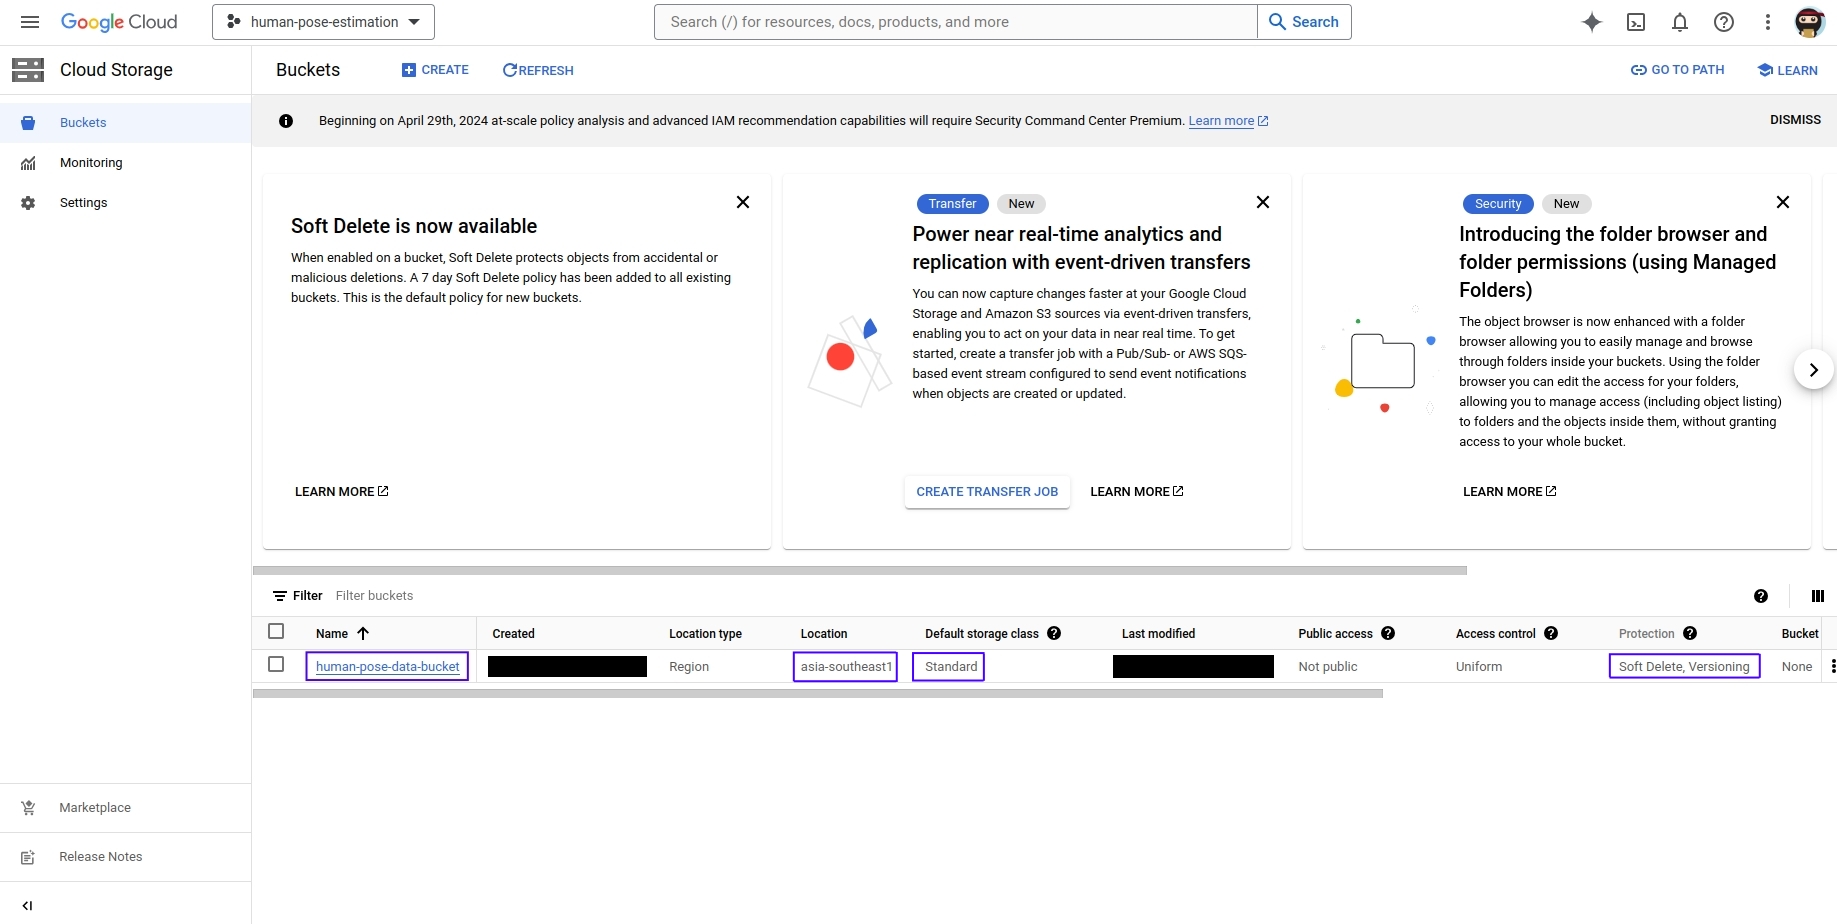 Google Cloud
human-pose-estimation
Search (/) for resources, docs, products, and more
Search
Cloud Storage
Buckets
CREATE
REFRESH
GO TO PATH
LEARN
Buckets
Monitoring
Settings
Beginning on April 29th, 2024 at-scale policy analysis and advanced IAM recommendation capabilities will require Security Command Center Premium. Learn more
DISMISS
Soft Delete is now available
When enabled on a bucket, Soft Delete protects objects from accidental or
malicious deletions. A 7 day Soft Delete policy has been added to all existing
buckets. This is the default policy for new buckets.
LEARN MORE
Transfer New
Power near real-time analytics and
replication with event-driven transfers
You can now capture changes faster at your Google Cloud
Storage and Amazon S3 sources via event-driven transfers,
enabling you to act on your data in near real time. To get
started, create a transfer job with a Pub/Sub- or AWS SQS-
based event stream configured to send event notifications
when objects are created or updated.
CREATE TRANSFER JOB LEARN MORE
Security New
Introducing the folder browser and
folder permissions (using Managed
Folders)
The object browser is now enhanced with a folder
browser allowing you to easily manage and browse
through folders inside your buckets. Using the folder
browser you can edit the access for your folders,
allowing you to manage access (including object listing)
to folders and the objects inside them, without granting
access to your whole bucket.
LEARN MORE
Filter Filter buckets
Name Created Location type Location Default storage class Last modified Public access Access control Protection Bucket
human-pose-data-bucket Region asia-southeast1 Standard Not public Uniform Soft Delete, Versioning None
Marketplace
Release Notes